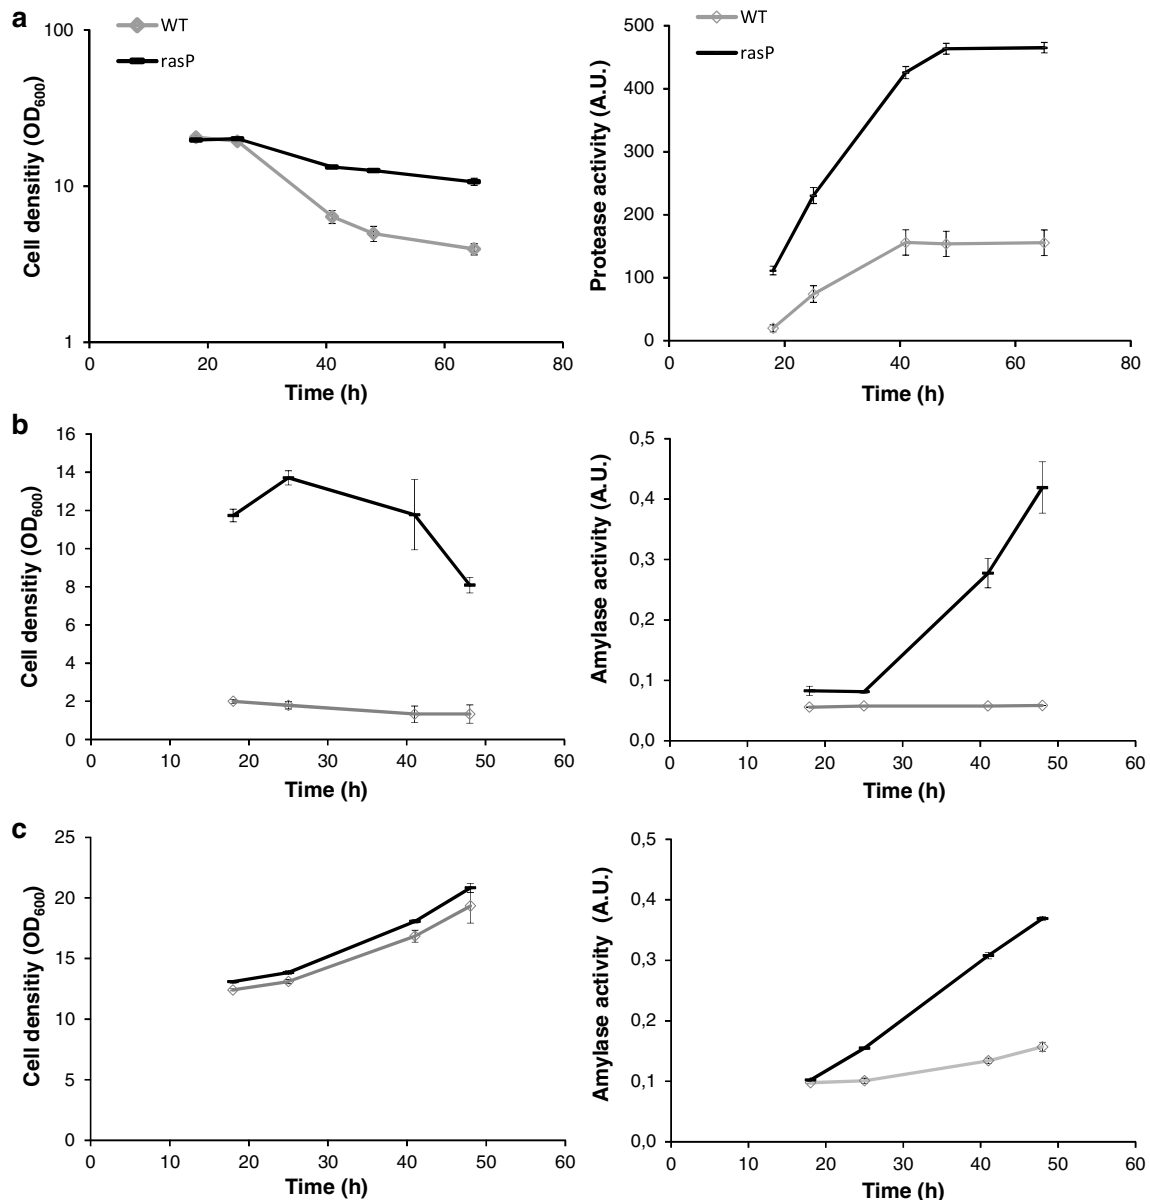 a
WT
rasP
100
10
1
Cell densitiy (OD600)
0 20 40 60 80
Time (h)
WT
rasP
500
400
300
200
100
0
Protease activity (A.U.)
0 20 40 60 80
Time (h)
b
16
14
12
10
8
6
4
2
0
Cell densitiy (OD600)
0 10 20 30 40 50 60
Time (h)
0,5
0,4
0,3
0,2
0,1
0,0
Amylase activity (A.U.)
0 10 20 30 40 50 60
Time (h)
c
25
20
15
10
5
0
Cell densitiy (OD600)
0 10 20 30 40 50 60
Time (h)
0,5
0,4
0,3
0,2
0,1
0,0
Amylase activity (A.U.)
0 10 20 30 40 50 60
Time (h)